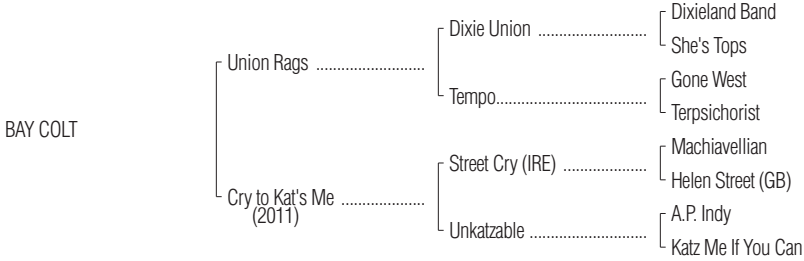 Dixieland Band
Dixie Union ..........................
She's Tops
Union Rags ..........................
Gone West
Tempo....................................
Terpsichorist
BAY COLT
Machiavellian
Street Cry (IRE) ....................
Helen Street (GB)
Cry to Kat's Me ....................
(2011)
A.P. Indy
Unkatzable ............................
Katz Me If You Can